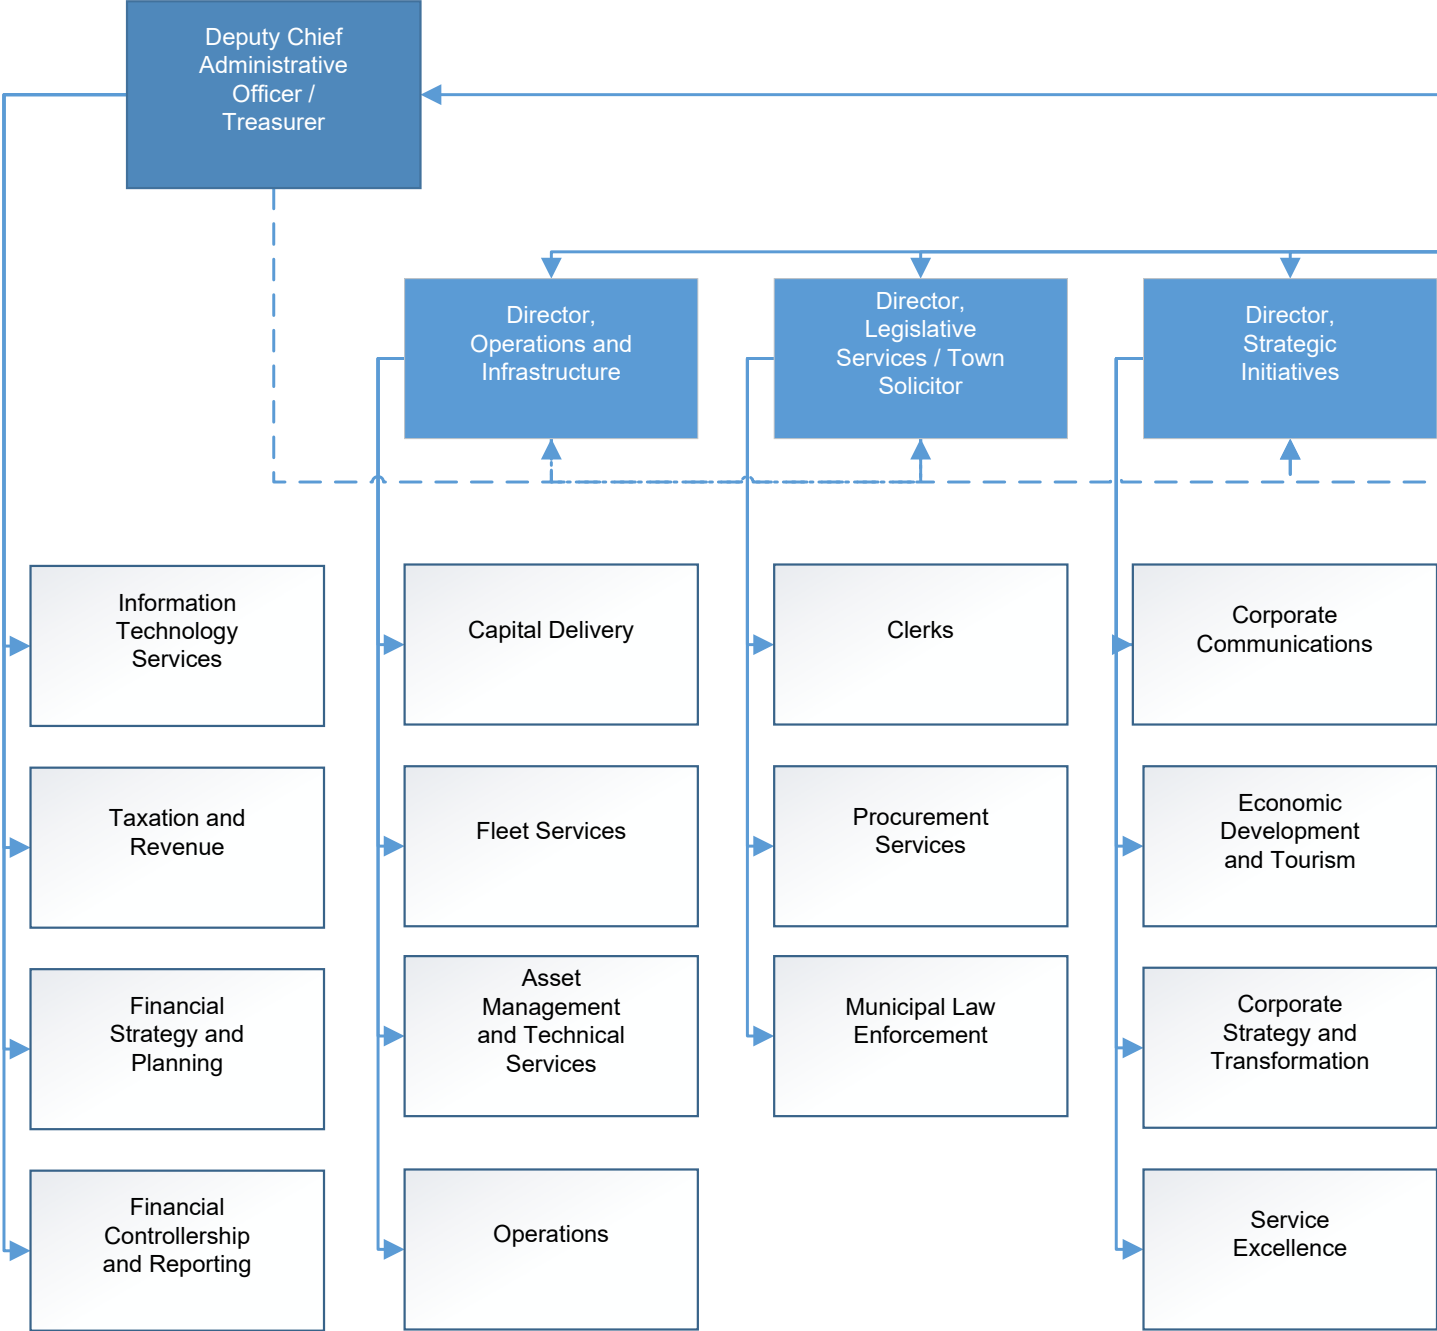 Deputy Chief
Administrative
Officer /
Treasurer
Director,
Operations and
Infrastructure
Director,
Legislative
Services / Town
Solicitor
Director,
Strategic
Initiatives
Information
Technology
Services
Capital Delivery
Clerks
Corporate
Communications
Taxation and
Revenue
Fleet Services
Procurement
Services
Economic
Development
and Tourism
Financial
Strategy and
Planning
Asset
Management
and Technical
Services
Municipal Law
Enforcement
Corporate
Strategy and
Transformation
Financial
Controllership
and Reporting
Operations
Service
Excellence